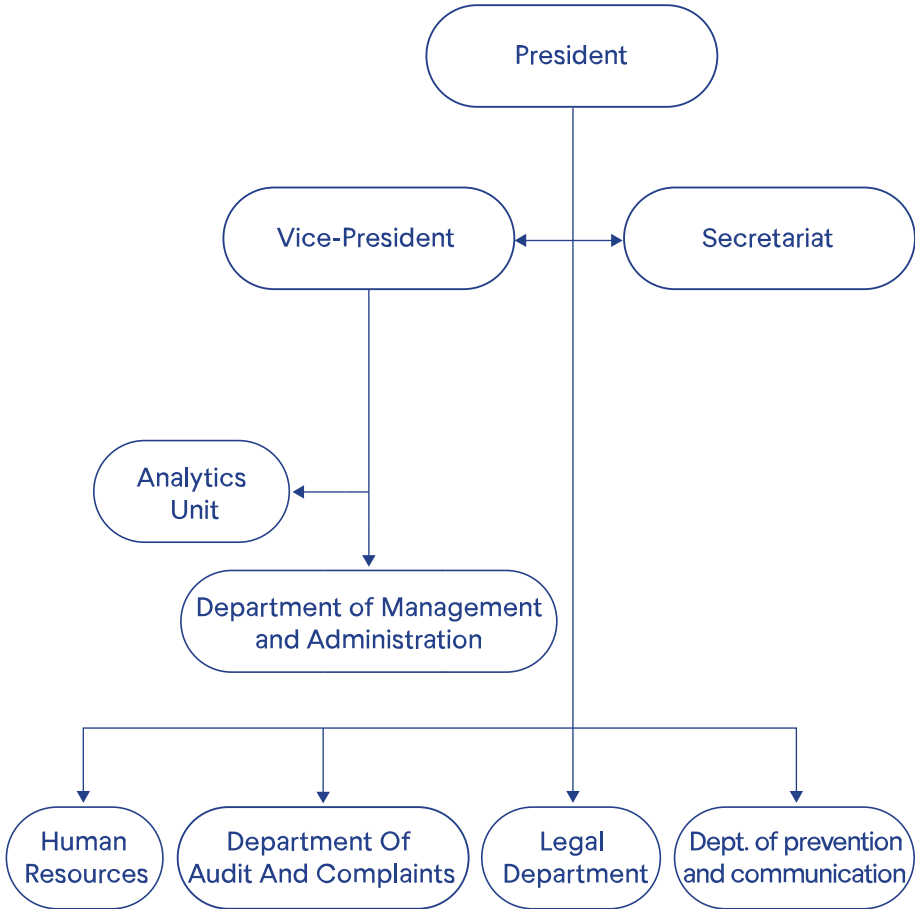 President
Vice-President
Secretariat
Analytics
Unit
Department of Management
and Administration
Human
Resources
Department Of
Audit And Complaints
Legal
Department
Dept. of prevention
and communication